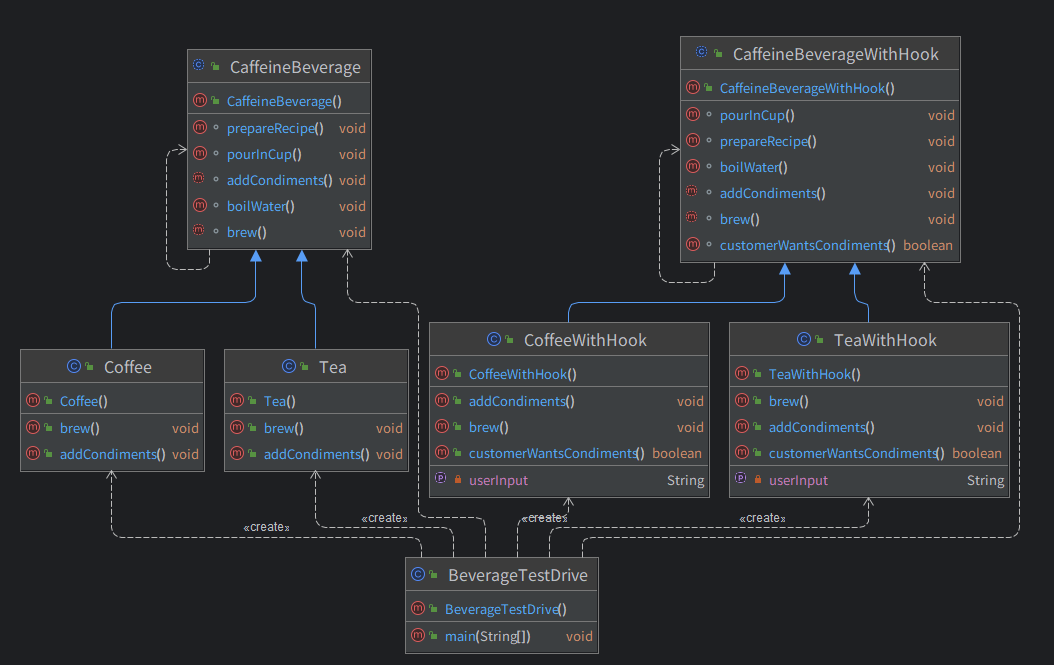 CaffeineBeverage
CaffeineBeverage()
prepareRecipe() void
pourInCup() void
addCondiments() void
boilWater() void
brew() void
CaffeineBeverageWithHook
CaffeineBeverageWithHook()
pourInCup() void
prepareRecipe() void
boilWater() void
addCondiments() void
brew() void
customerWantsCondiments() boolean
Coffee
Coffee()
brew() void
addCondiments() void
Tea
Tea()
brew() void
addCondiments() void
CoffeeWithHook
CoffeeWithHook()
addCondiments() void
brew() void
customerWantsCondiments() boolean
userInput String
TeaWithHook
TeaWithHook()
brew() void
addCondiments() void
customerWantsCondiments() boolean
userInput String
«create»
«create»
«create»
«create»
BeverageTestDrive
BeverageTestDrive()
main(String[]) void